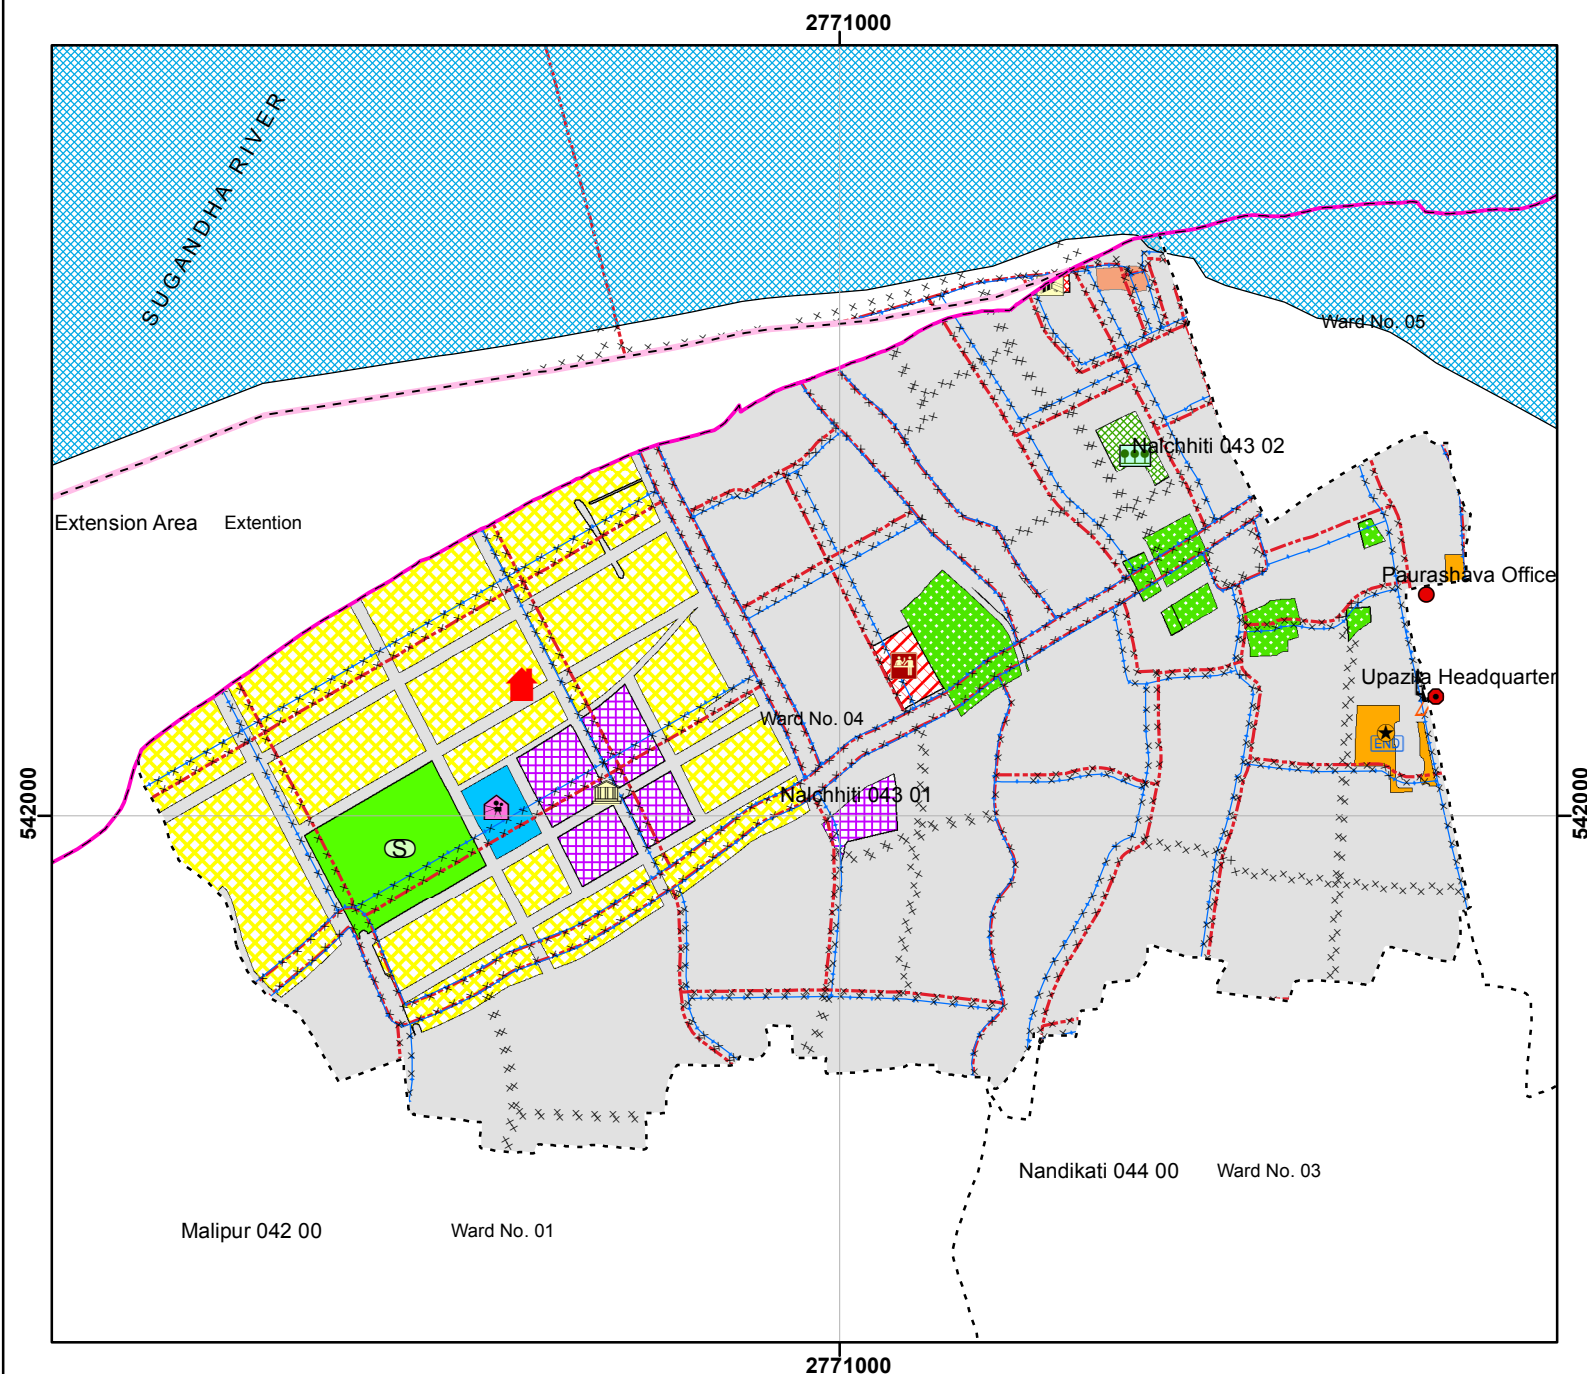 2771000
SUGANDHA RIVER
Ward No. 05
Nalchhiti 043 02
Extension Area
Extention
Paurashava Office
Upazila Headquarter
Ward No. 04
END
Nalchhiti 043 01
542000
542000
S
Nandikati 044 00
Ward No. 03
Malipur 042 00
Ward No. 01
2771000